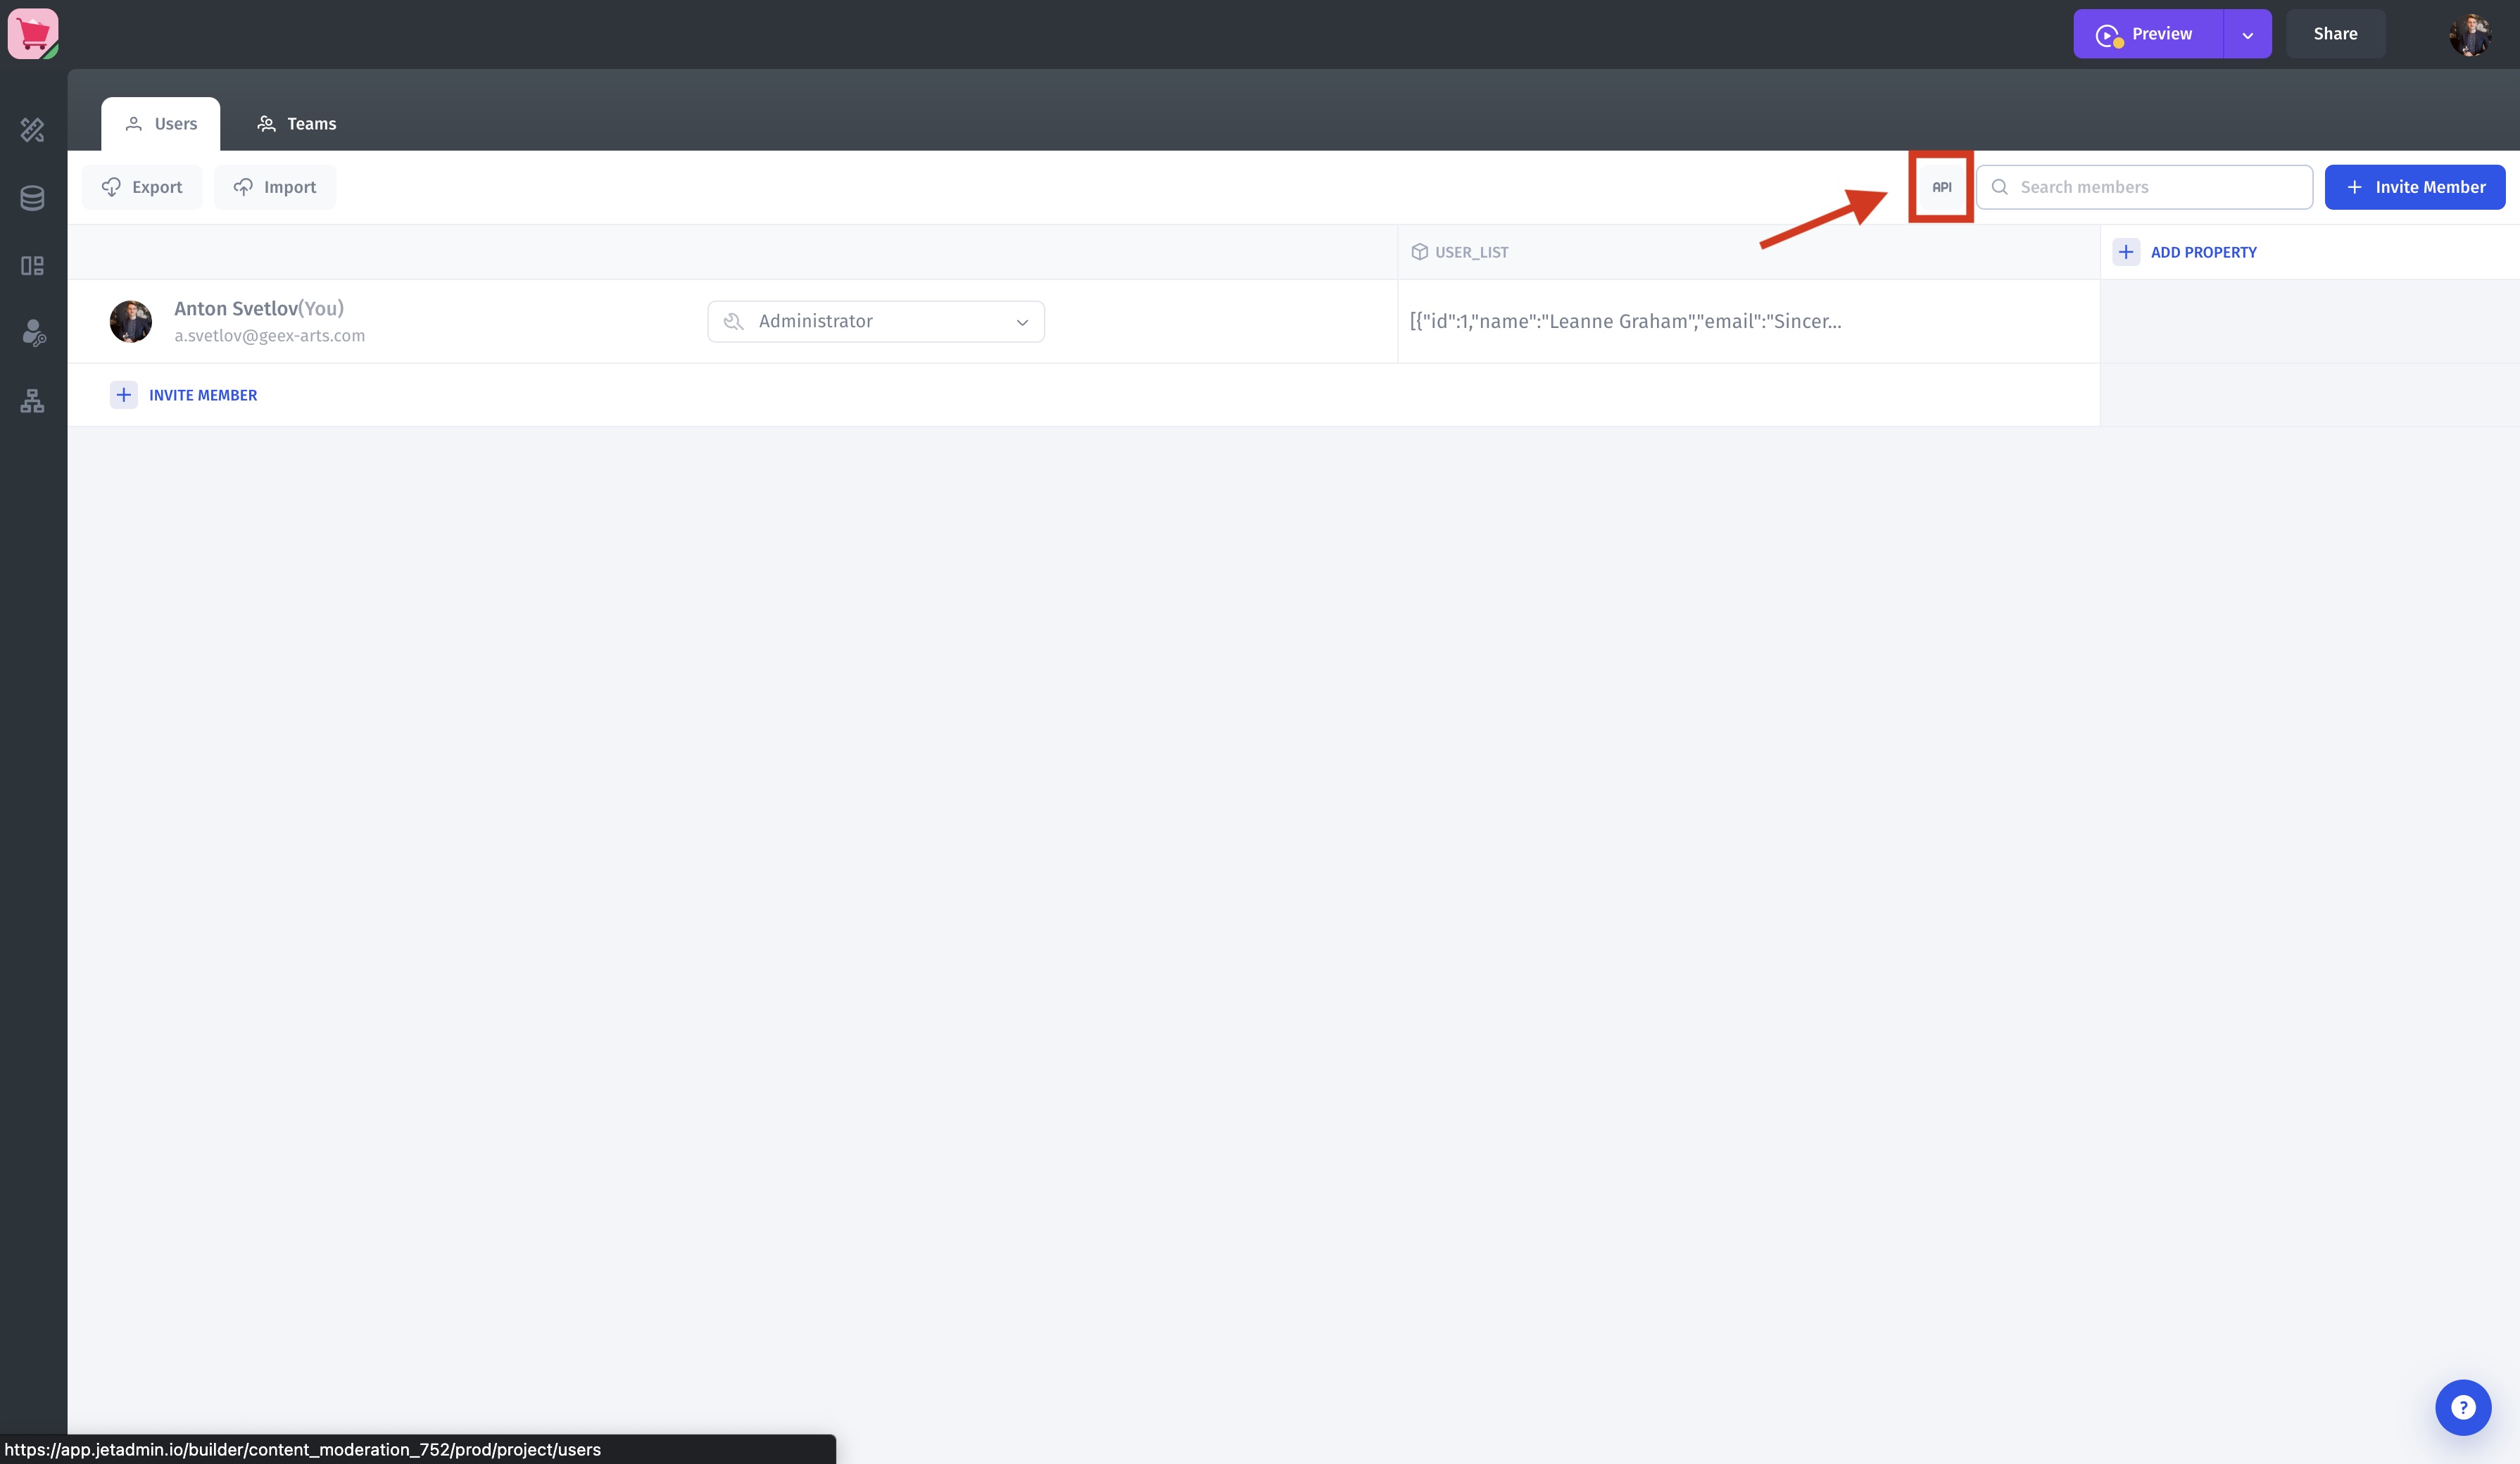 Preview
Share
Users
Teams
Export
Import
API
Search members
Invite Member
USER_LIST
ADD PROPERTY
Anton Svetlov(You)
a.svetlov@geex-arts.com
Administrator
[{"id":1,"name":"Leanne Graham","email":"Sincer...
INVITE MEMBER
?
https://app.jetadmin.io/builder/content_moderation_752/prod/project/users